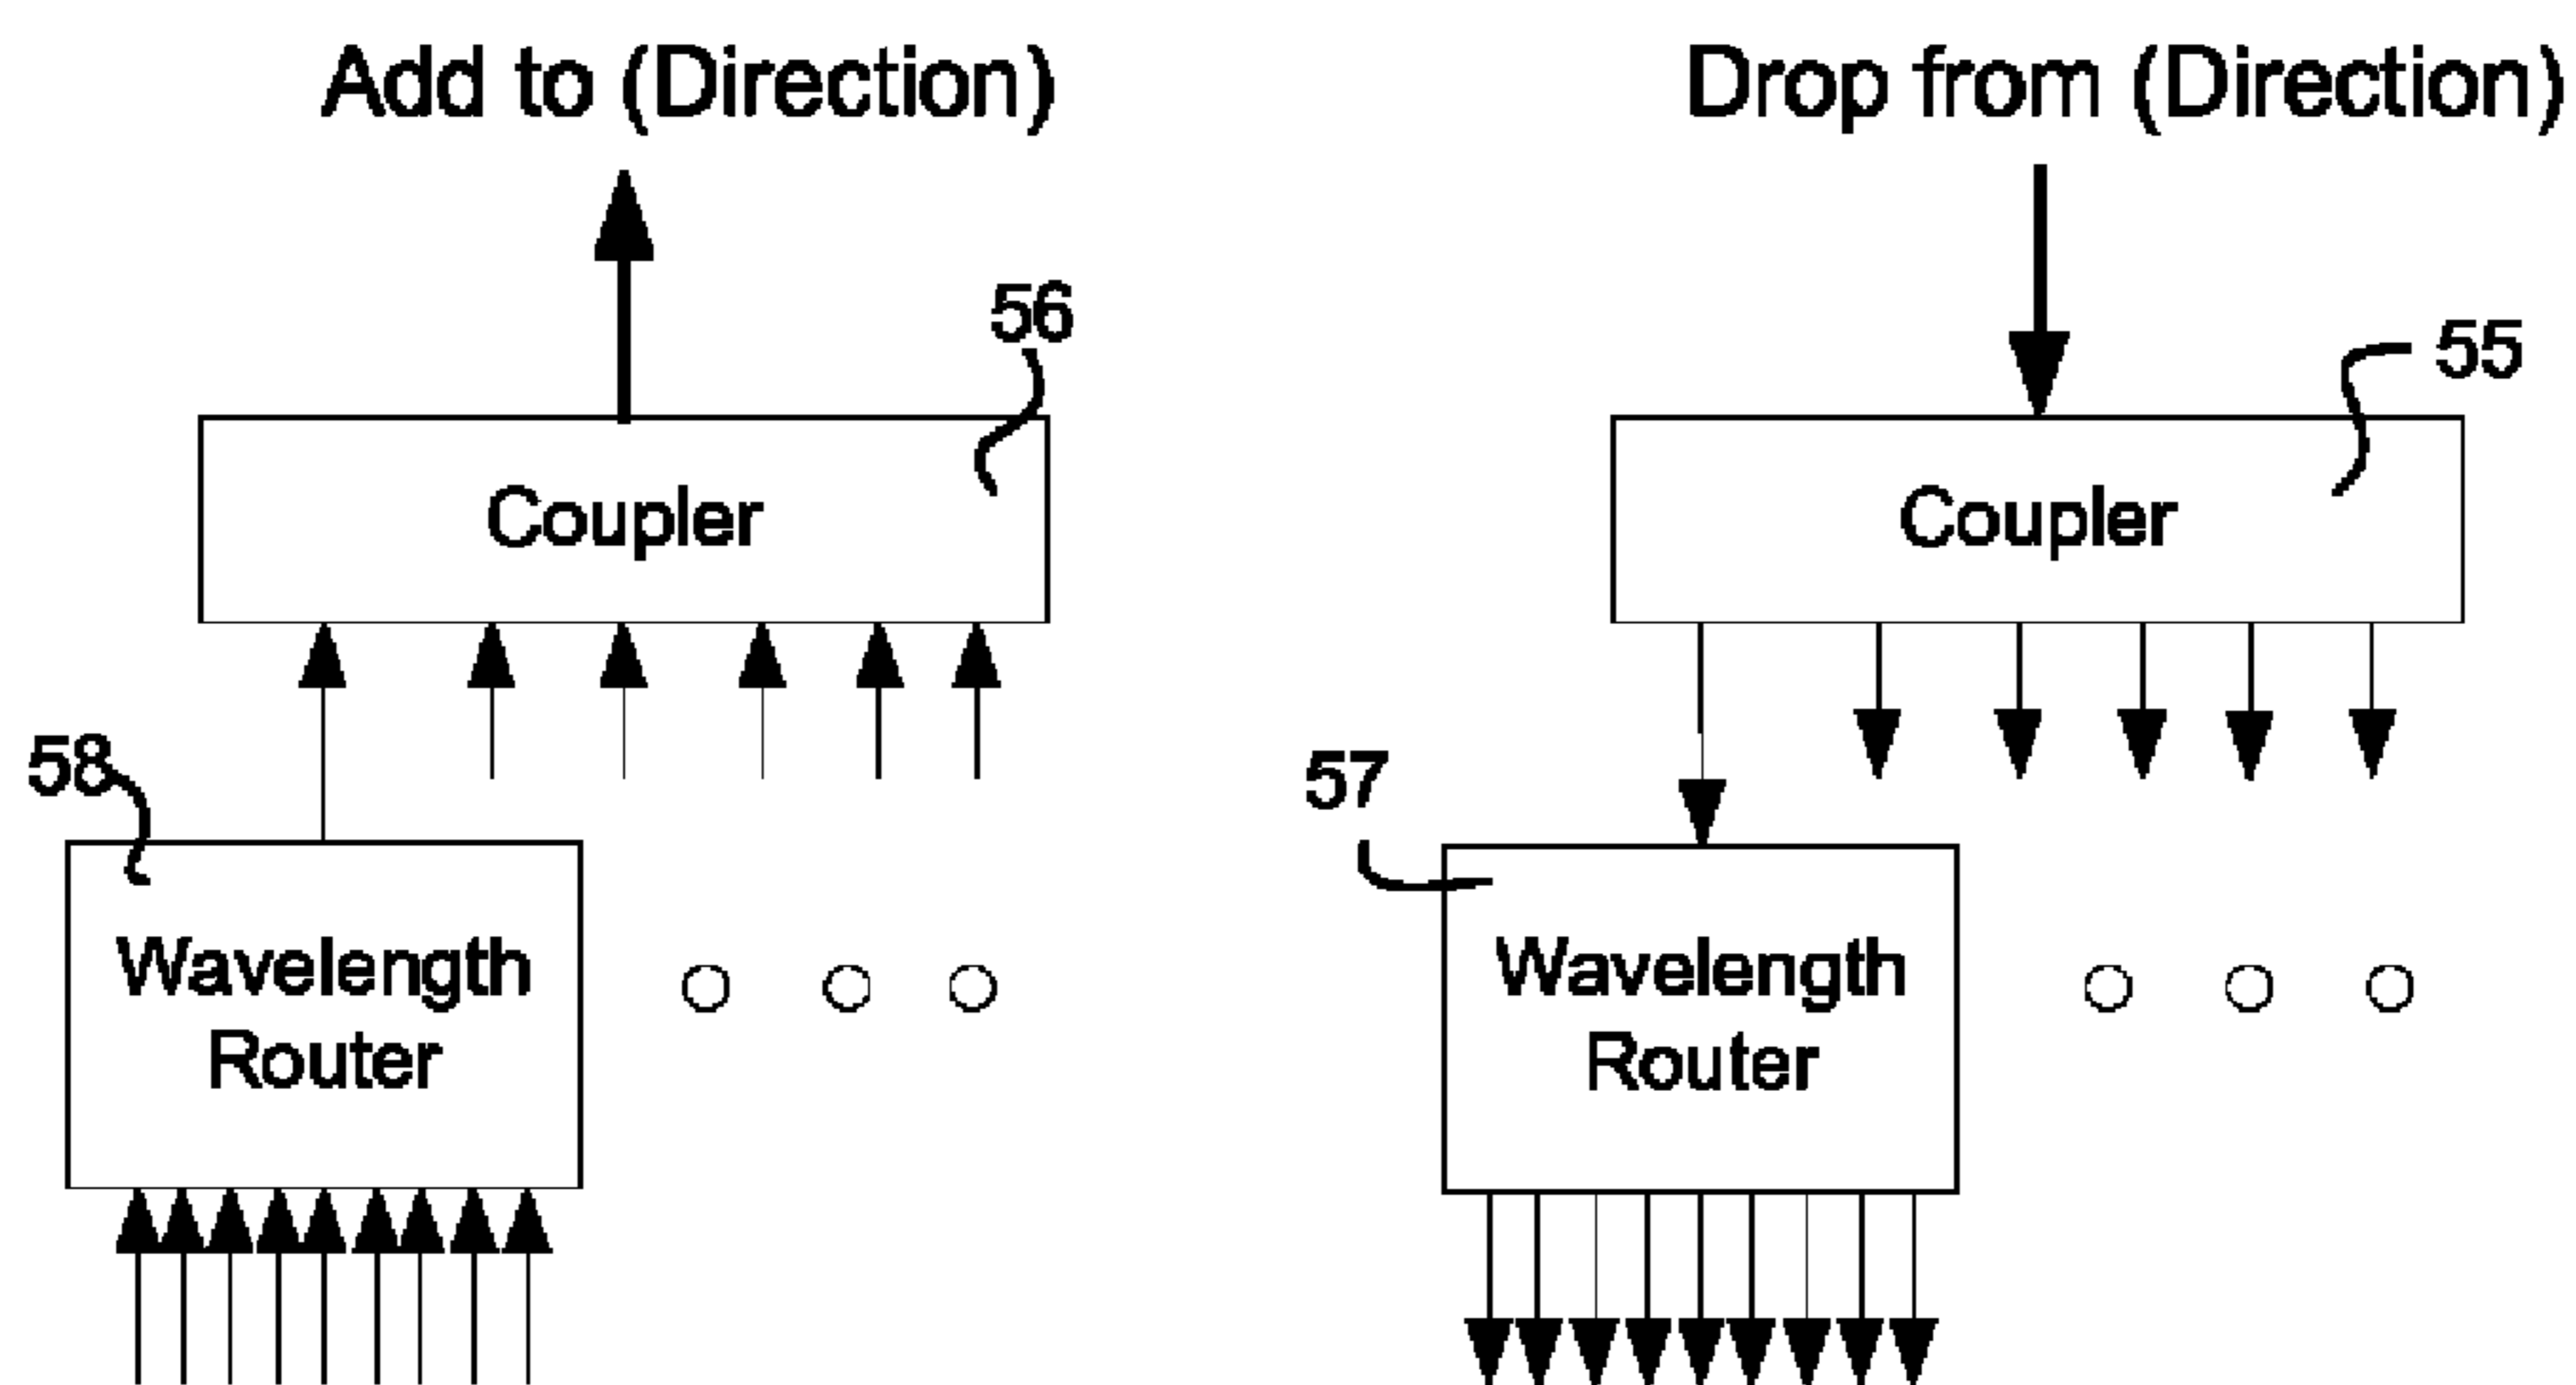 Add to (Direction)
Drop from (Direction)
56
55
Coupler
Coupler
58
57
Wavelength
Router
Wavelength
Router